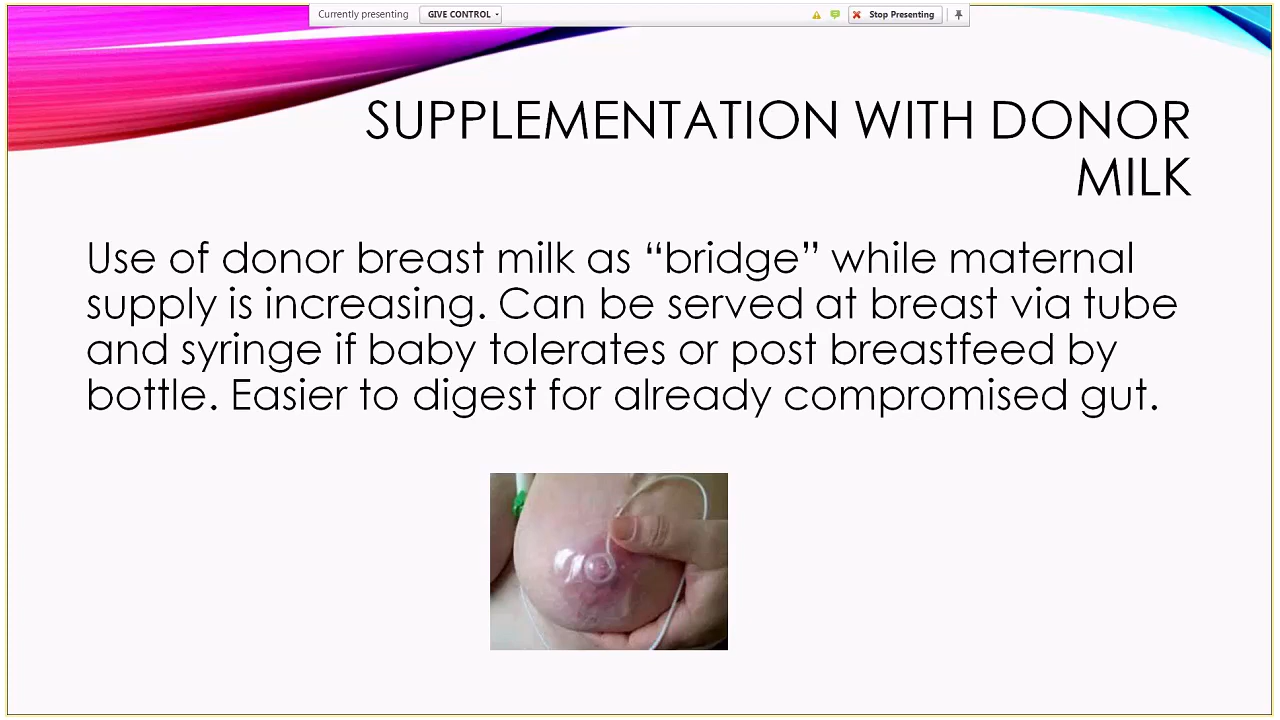 Currently presenting GIVE CONTROL Stop Presenting
SUPPLEMENTATION WITH DONOR
MILK
Use of donor breast milk as “bridge” while maternal
supply is increasing. Can be served at breast via tube
and syringe if baby tolerates or post breastfeed by
bottle. Easier to digest for already compromised gut.